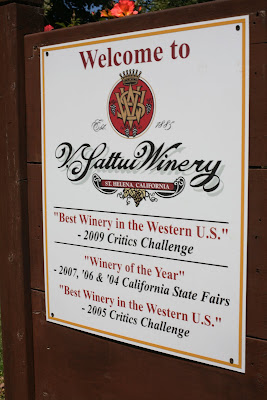 Welcome to
Est. 1885
V. Sattui Winery
ST. HELENA, CALIFORNIA
"Best Winery in the Western U.S."
- 2009 Critics Challenge
"Winery of the Year"
- 2007, '06 & '04 California State Fairs
"Best Winery in the Western U.S."
- 2005 Critics Challenge